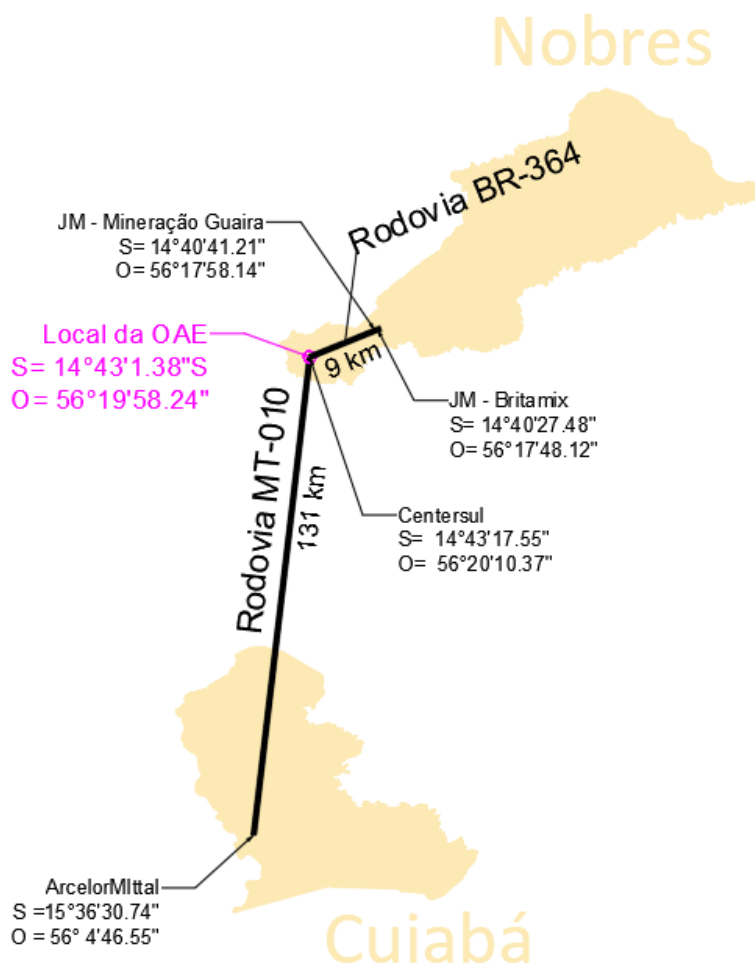 Nobres
Rodovia BR-364
JM - Mineração Guaira
S= 14°40'41.21"
O= 56°17'58.14"
Local da OAE
S= 14°43'1.38"S
O= 56°19'58.24"
9 km
JM - Britamix
S= 14°40'27.48"
O= 56°17'48.12"
Rodovia MT-010
131 km
Centersul
S=  14°43'17.55"
O=  56°20'10.37"
ArcelorMIttal
S =15°36'30.74"
O = 56° 4'46.55"
Cuiabá